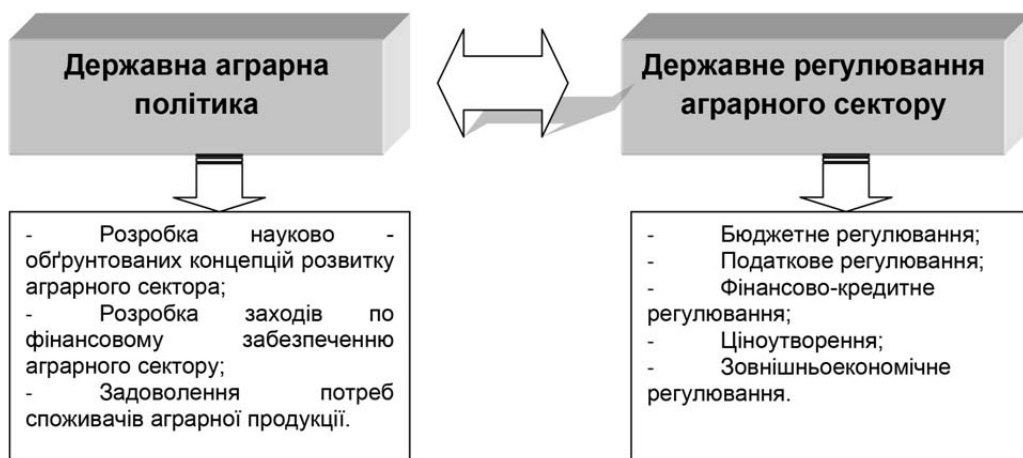 Державна аграрна
політика
Державне регулювання
аграрного сектору
- Розробка науково -
обґрунтованих концепцій розвитку
аграрного сектора;
- Розробка заходів по
фінансовому забезпеченню
аграрного сектору;
- Задоволення потреб
споживачів аграрної продукції.
- Бюджетне регулювання;
- Податкове регулювання;
- Фінансово-кредитне
регулювання;
- Ціноутворення;
- Зовнішньоекономічне
регулювання.